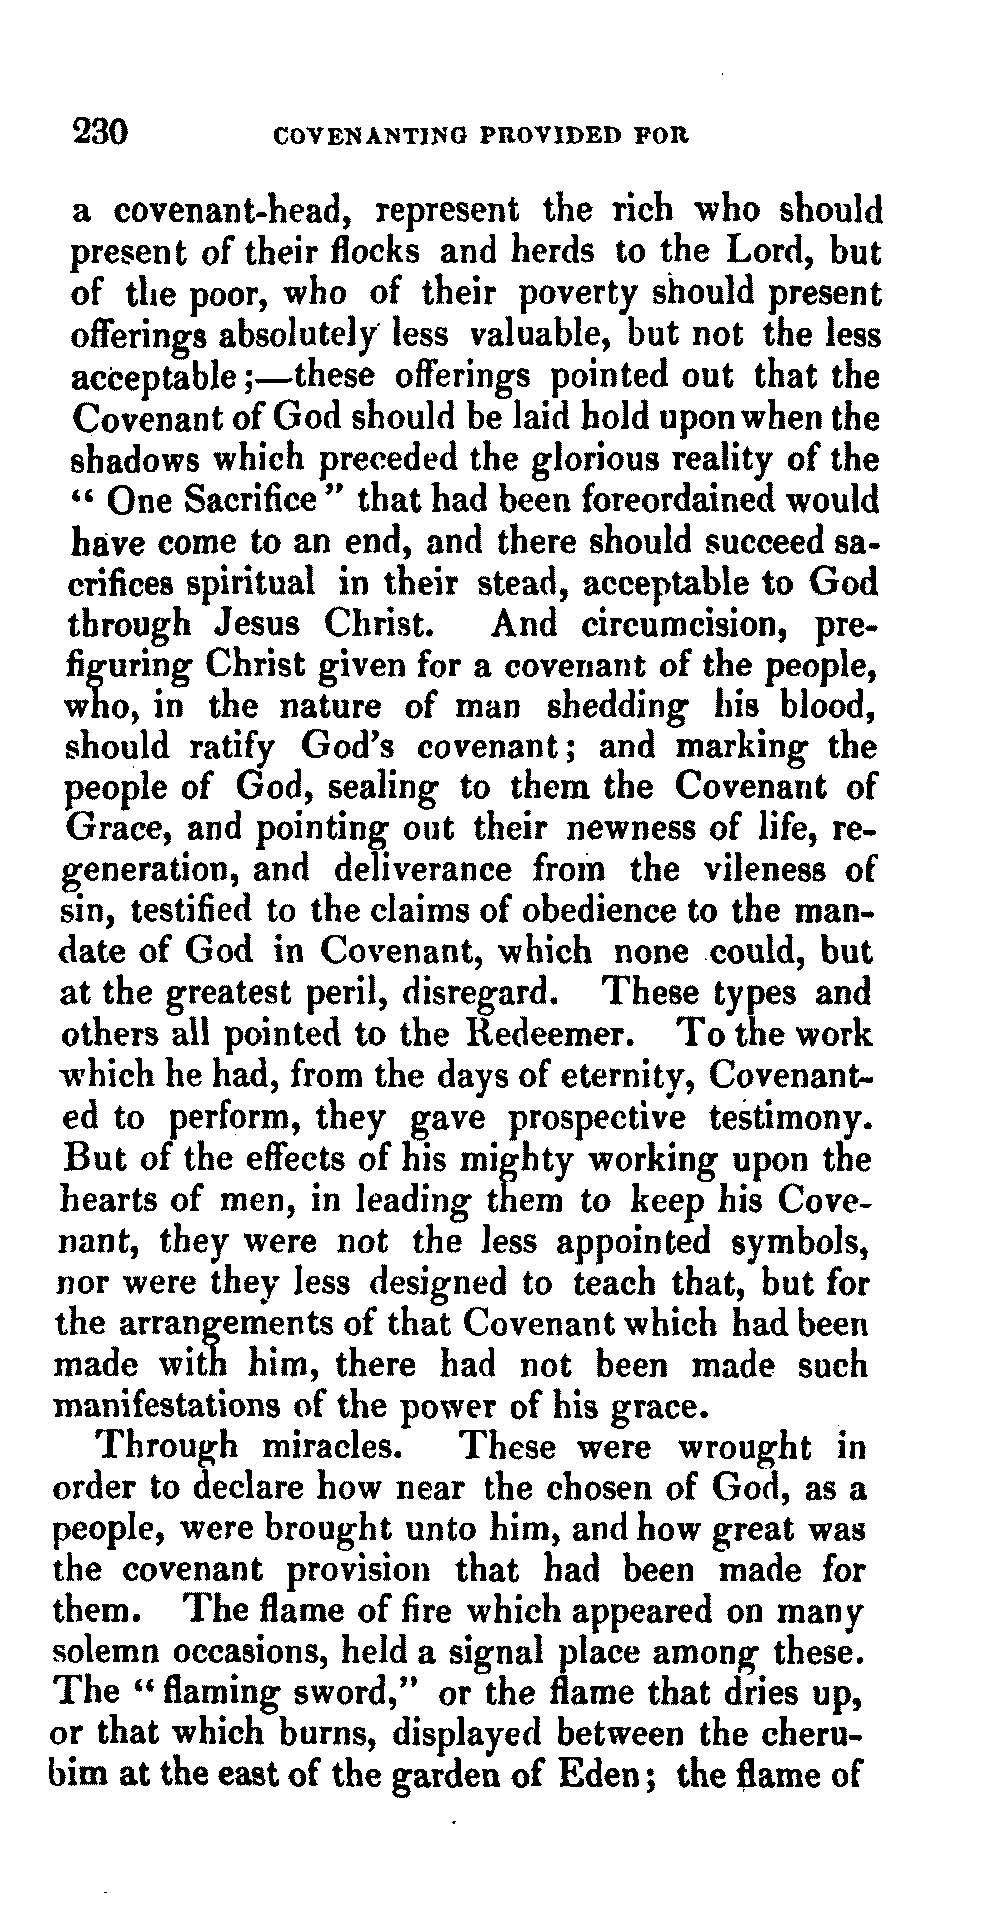 230 COVENANTING PROVIDED FOR
a covenant-head, represent the rich who should
present of their flocks and herds to the Lord, but
of the poor, who of their poverty should present
offerings absolutely less valuable, but not the less
acceptable;—these offerings pointed out that the
Covenant of God should be laid hold upon when the
shadows which preceded the glorious reality of the
“ One Sacrifice ” that had been foreordained would
have come to an end, and there should succeed sa-
crifices spiritual in their stead, acceptable to God
through Jesus Christ. And circumcision, pre-
figuring Christ given for a covenant of the people,
who, in the nature of man shedding his blood,
should ratify God's covenant; and marking the
people of God, sealing to them the Covenant of
Grace, and pointing out their newness of life, re-
generation, and deliverance from the vileness of
sin, testified to the claims of obedience to the man-
date of God in Covenant, which none could, but
at the greatest peril, disregard. These types and
others all pointed to the Redeemer. To the work
which he had, from the days of eternity, Covenant-
ed to perform, they gave prospective testimony.
But of the effects of his mighty working upon the
hearts of men, in leading them to keep his Cove-
nant, they were not the less appointed symbols,
nor were they less designed to teach that, but for
the arrangements of that Covenant which had been
made with him, there had not been made such
manifestations of the power of his grace.
Through miracles. These were wrought in
order to declare how near the chosen of God, as a
people, were brought unto him, and how great was
the covenant provision that had been made for
them. The flame of fire which appeared on many
solemn occasions, held a signal place among these.
The “ flaming sword,” or the flame that dries up,
or that which burns, displayed between the cheru-
bim at the east of the garden of Eden; the flame of